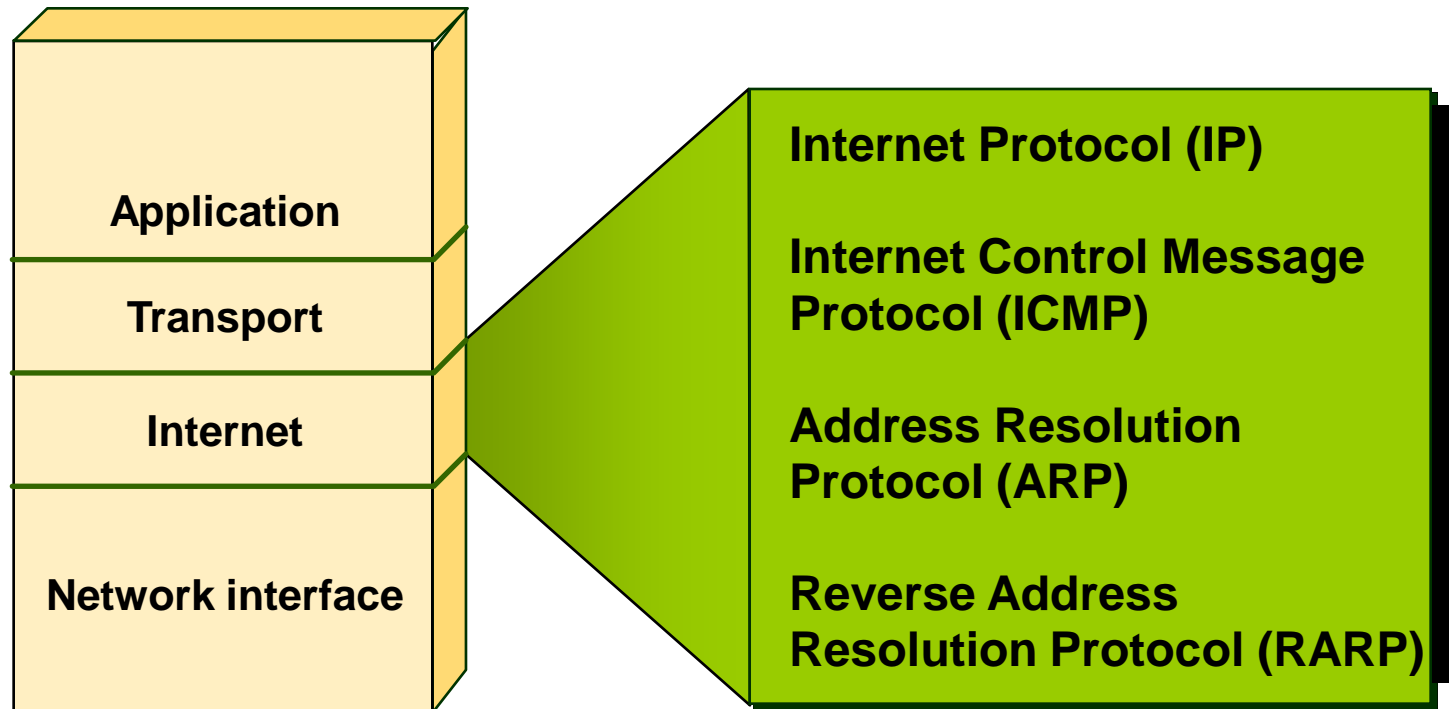 Application
Transport
Internet
Network interface
Internet Protocol (IP)
Internet Control Message
Protocol (ICMP)
Address Resolution
Protocol (ARP)
Reverse Address
Resolution Protocol (RARP)